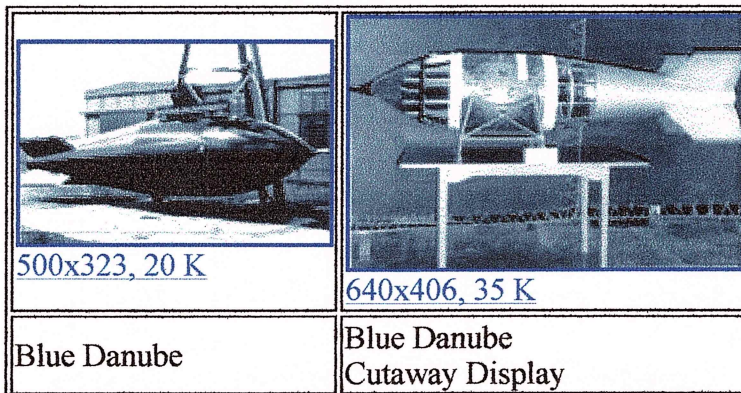 500x323, 20 K
640x406, 35 K
Blue Danube
Blue Danube
Cutaway Display